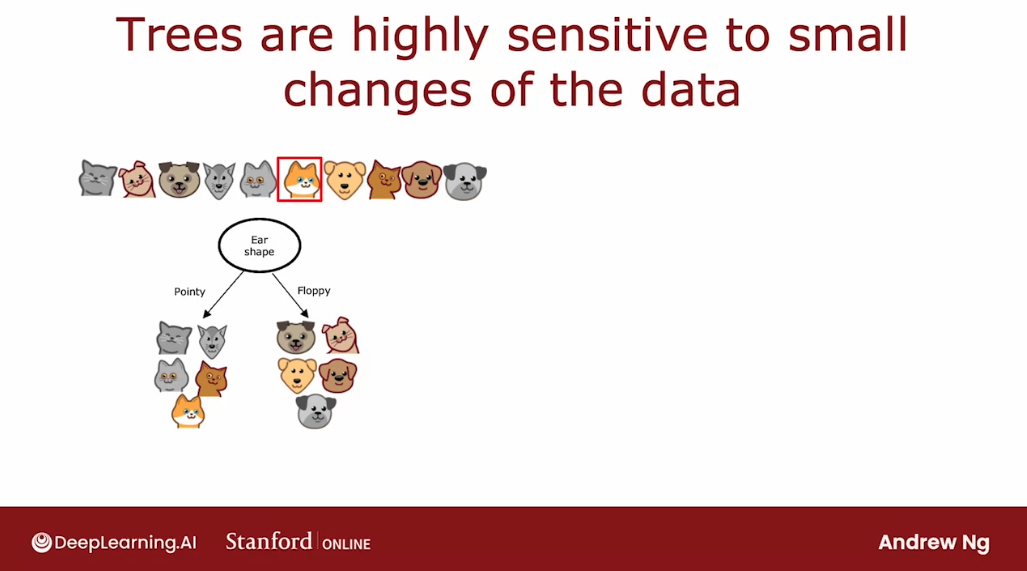 Trees are highly sensitive to small
changes of the data
Ear
shape
Pointy
Floppy
DeepLearning.AI
Stanford | ONLINE
Andrew Ng